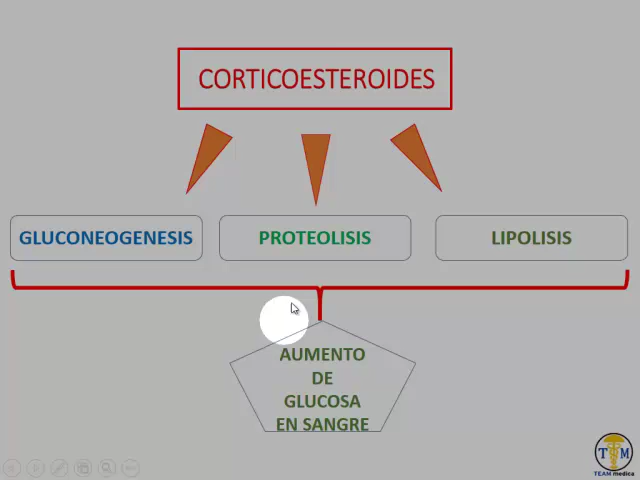 CORTICOESTEROIDES
GLUCONEOGENESIS
PROTEOLISIS
LIPOLISIS
AUMENTO
DE
GLUCOSA
EN SANGRE
T M
TEAM medica